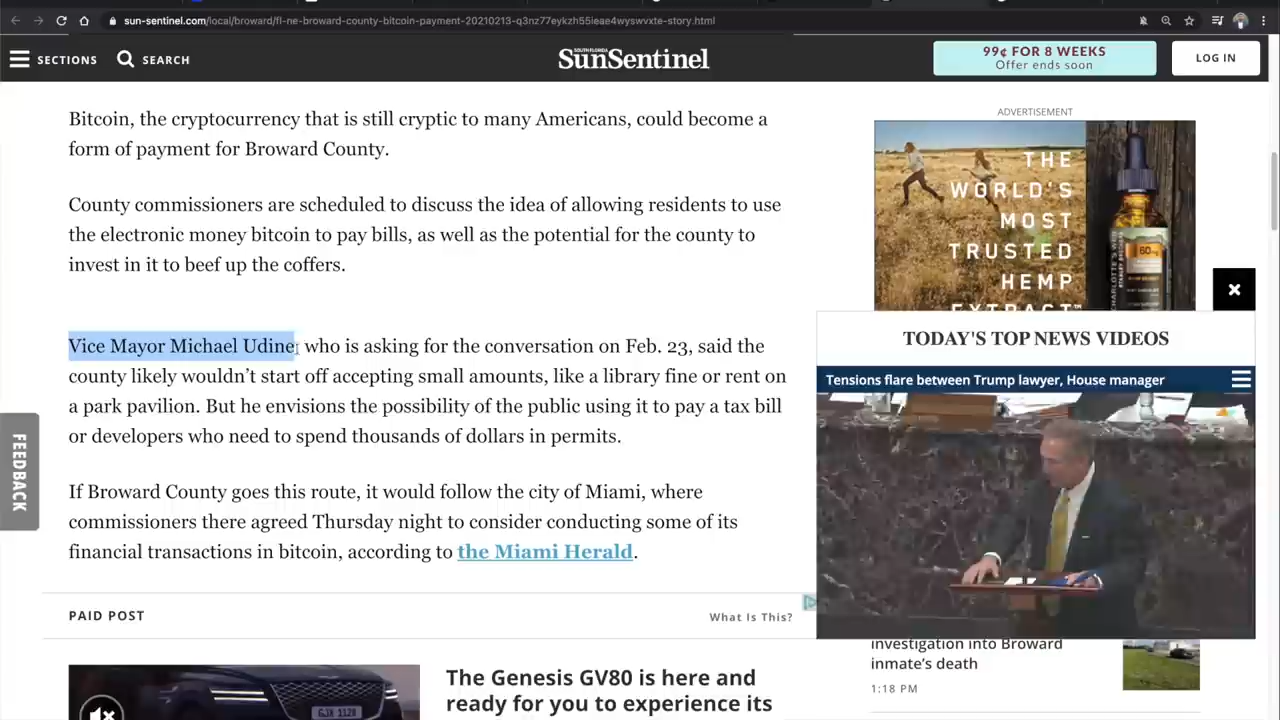 sun-sentinel.com/local/broward/fl-ne-broward-county-bitcoin-payment-20210213-q3nz77eykzh55ieae4wyswvxte-story.html
SECTIONS
SEARCH
SOUTH FLORIDA
SunSentinel
99¢ FOR 8 WEEKS
Offer ends soon
LOG IN
Bitcoin, the cryptocurrency that is still cryptic to many Americans, could become a
form of payment for Broward County.
County commissioners are scheduled to discuss the idea of allowing residents to use
the electronic money bitcoin to pay bills, as well as the potential for the county to
invest in it to beef up the coffers.
Vice Mayor Michael Udine, who is asking for the conversation on Feb. 23, said the
county likely wouldn't start off accepting small amounts, like a library fine or rent on
a park pavilion. But he envisions the possibility of the public using it to pay a tax bill
or developers who need to spend thousands of dollars in permits.
If Broward County goes this route, it would follow the city of Miami, where
commissioners there agreed Thursday night to consider conducting some of its
financial transactions in bitcoin, according to the Miami Herald.
FEEDBACK
PAID POST
What Is This?
The Genesis GV80 is here and
ready for you to experience its
ADVERTISEMENT
THE
WORLD'S
MOST
TRUSTED
HEMP
EXTRACT™
CHARLOTTE'S WEB
60mg
TODAY'S TOP NEWS VIDEOS
Tensions flare between Trump lawyer, House manager
investigation into Broward
inmate's death
1:18 PM